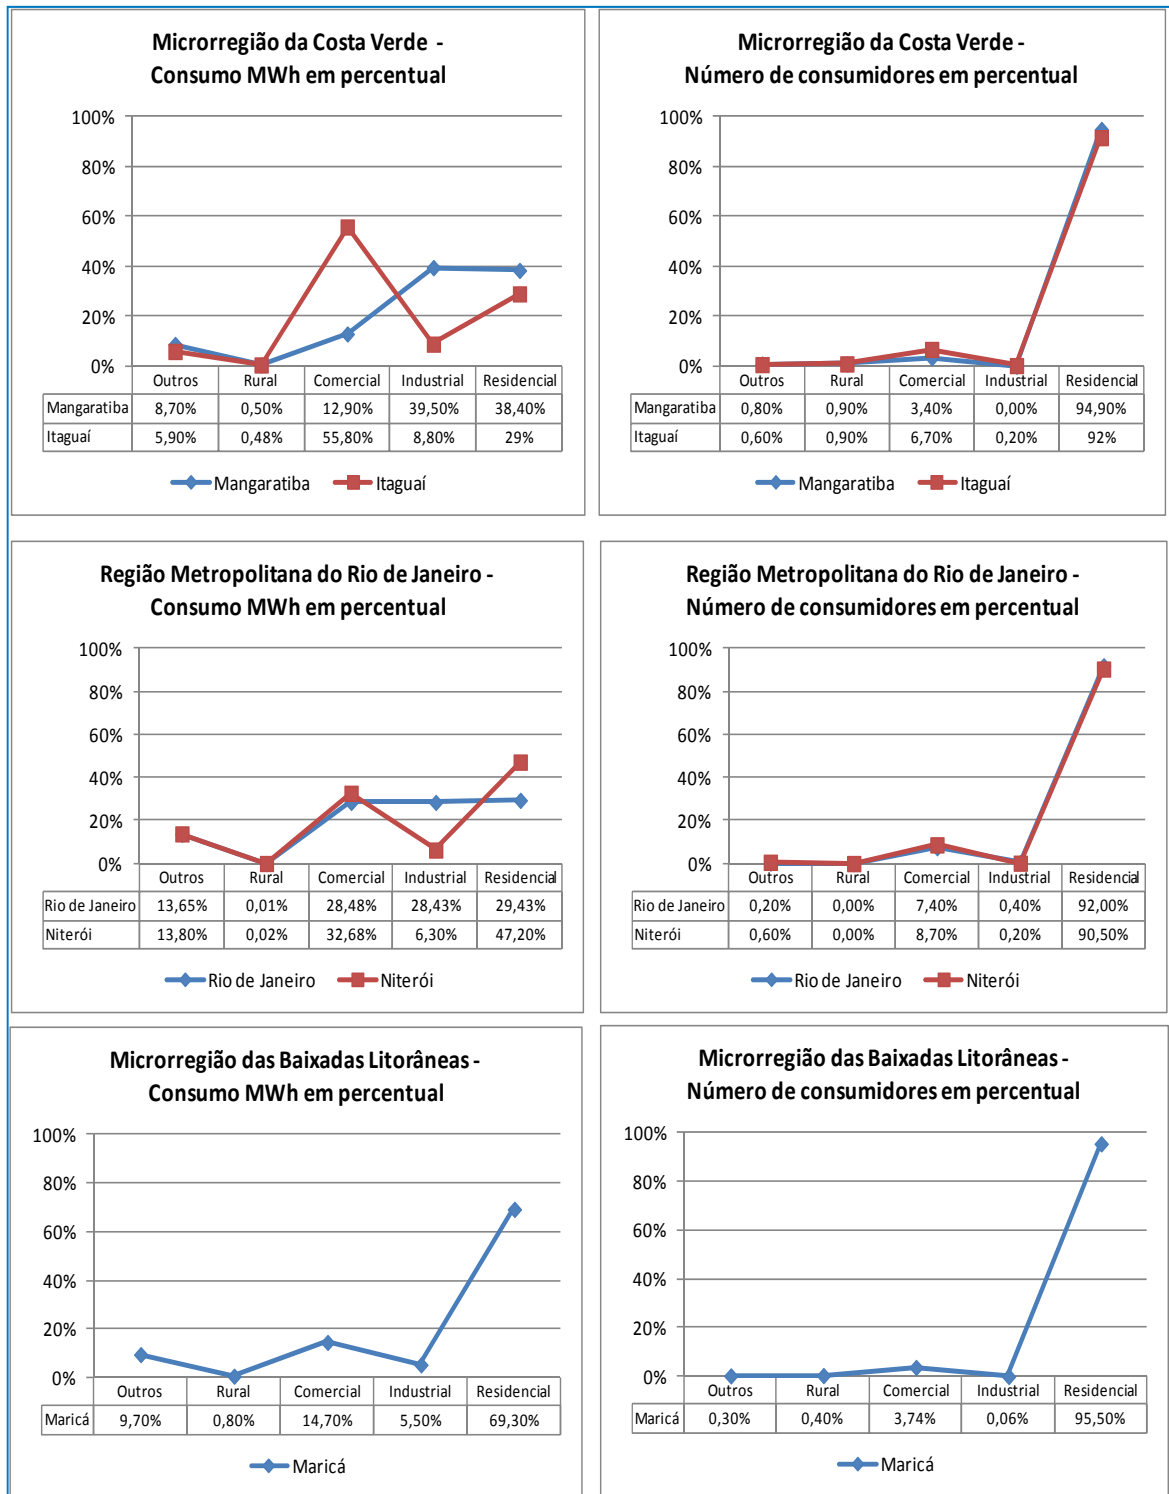 Microrregião da Costa Verde -
Consumo MWh em percentual
100%
80%
60%
40%
20%
0%
Outros Rural Comercial Industrial Residencial
Mangaratiba 8,70% 0,50% 12,90% 39,50% 38,40%
Itaguaí 5,90% 0,48% 55,80% 8,80% 29%
Mangaratiba Itaguaí
Microrregião da Costa Verde -
Número de consumidores em percentual
100%
80%
60%
40%
20%
0%
Outros Rural Comercial Industrial Residencial
Mangaratiba 0,80% 0,90% 3,40% 0,00% 94,90%
Itaguaí 0,60% 0,90% 6,70% 0,20% 92%
Mangaratiba Itaguaí
Região Metropolitana do Rio de Janeiro -
Consumo MWh em percentual
100%
80%
60%
40%
20%
0%
Outros Rural Comercial Industrial Residencial
Rio de Janeiro 13,65% 0,01% 28,48% 28,43% 29,43%
Niterói 13,80% 0,02% 32,68% 6,30% 47,20%
Rio de Janeiro Niterói
Região Metropolitana do Rio de Janeiro -
Número de consumidores em percentual
100%
80%
60%
40%
20%
0%
Outros Rural Comercial Industrial Residencial
Rio de Janeiro 0,20% 0,00% 7,40% 0,40% 92,00%
Niterói 0,60% 0,00% 8,70% 0,20% 90,50%
Rio de Janeiro Niterói
Microrregião das Baixadas Litorâneas -
Consumo MWh em percentual
100%
80%
60%
40%
20%
0%
Outros Rural Comercial Industrial Residencial
Maricá 9,70% 0,80% 14,70% 5,50% 69,30%
Maricá
Microrregião das Baixadas Litorâneas -
Número de consumidores em percentual
100%
80%
60%
40%
20%
0%
Outros Rural Comercial Industrial Residencial
Maricá 0,30% 0,40% 3,74% 0,06% 95,50%
Maricá